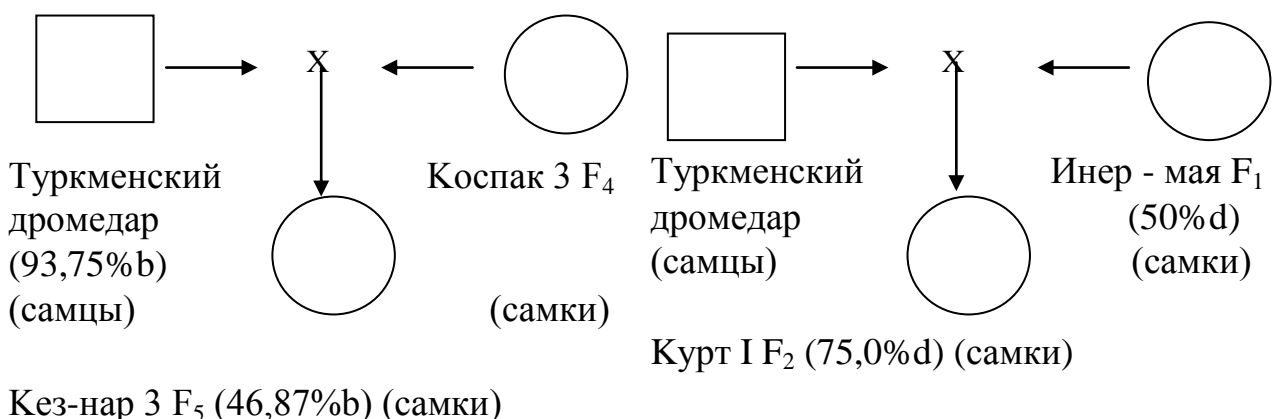 X
Туркменский
дромедар
(93,75%b)
(самцы)
Коспак 3 F₄
(самки)
Кез-нар 3 F₅ (46,87%b) (самки)
X
Туркменский
дромедар
(самцы)
Инер - мая F₁
(50%d)
(самки)
Курт I F₂ (75,0%d) (самки)